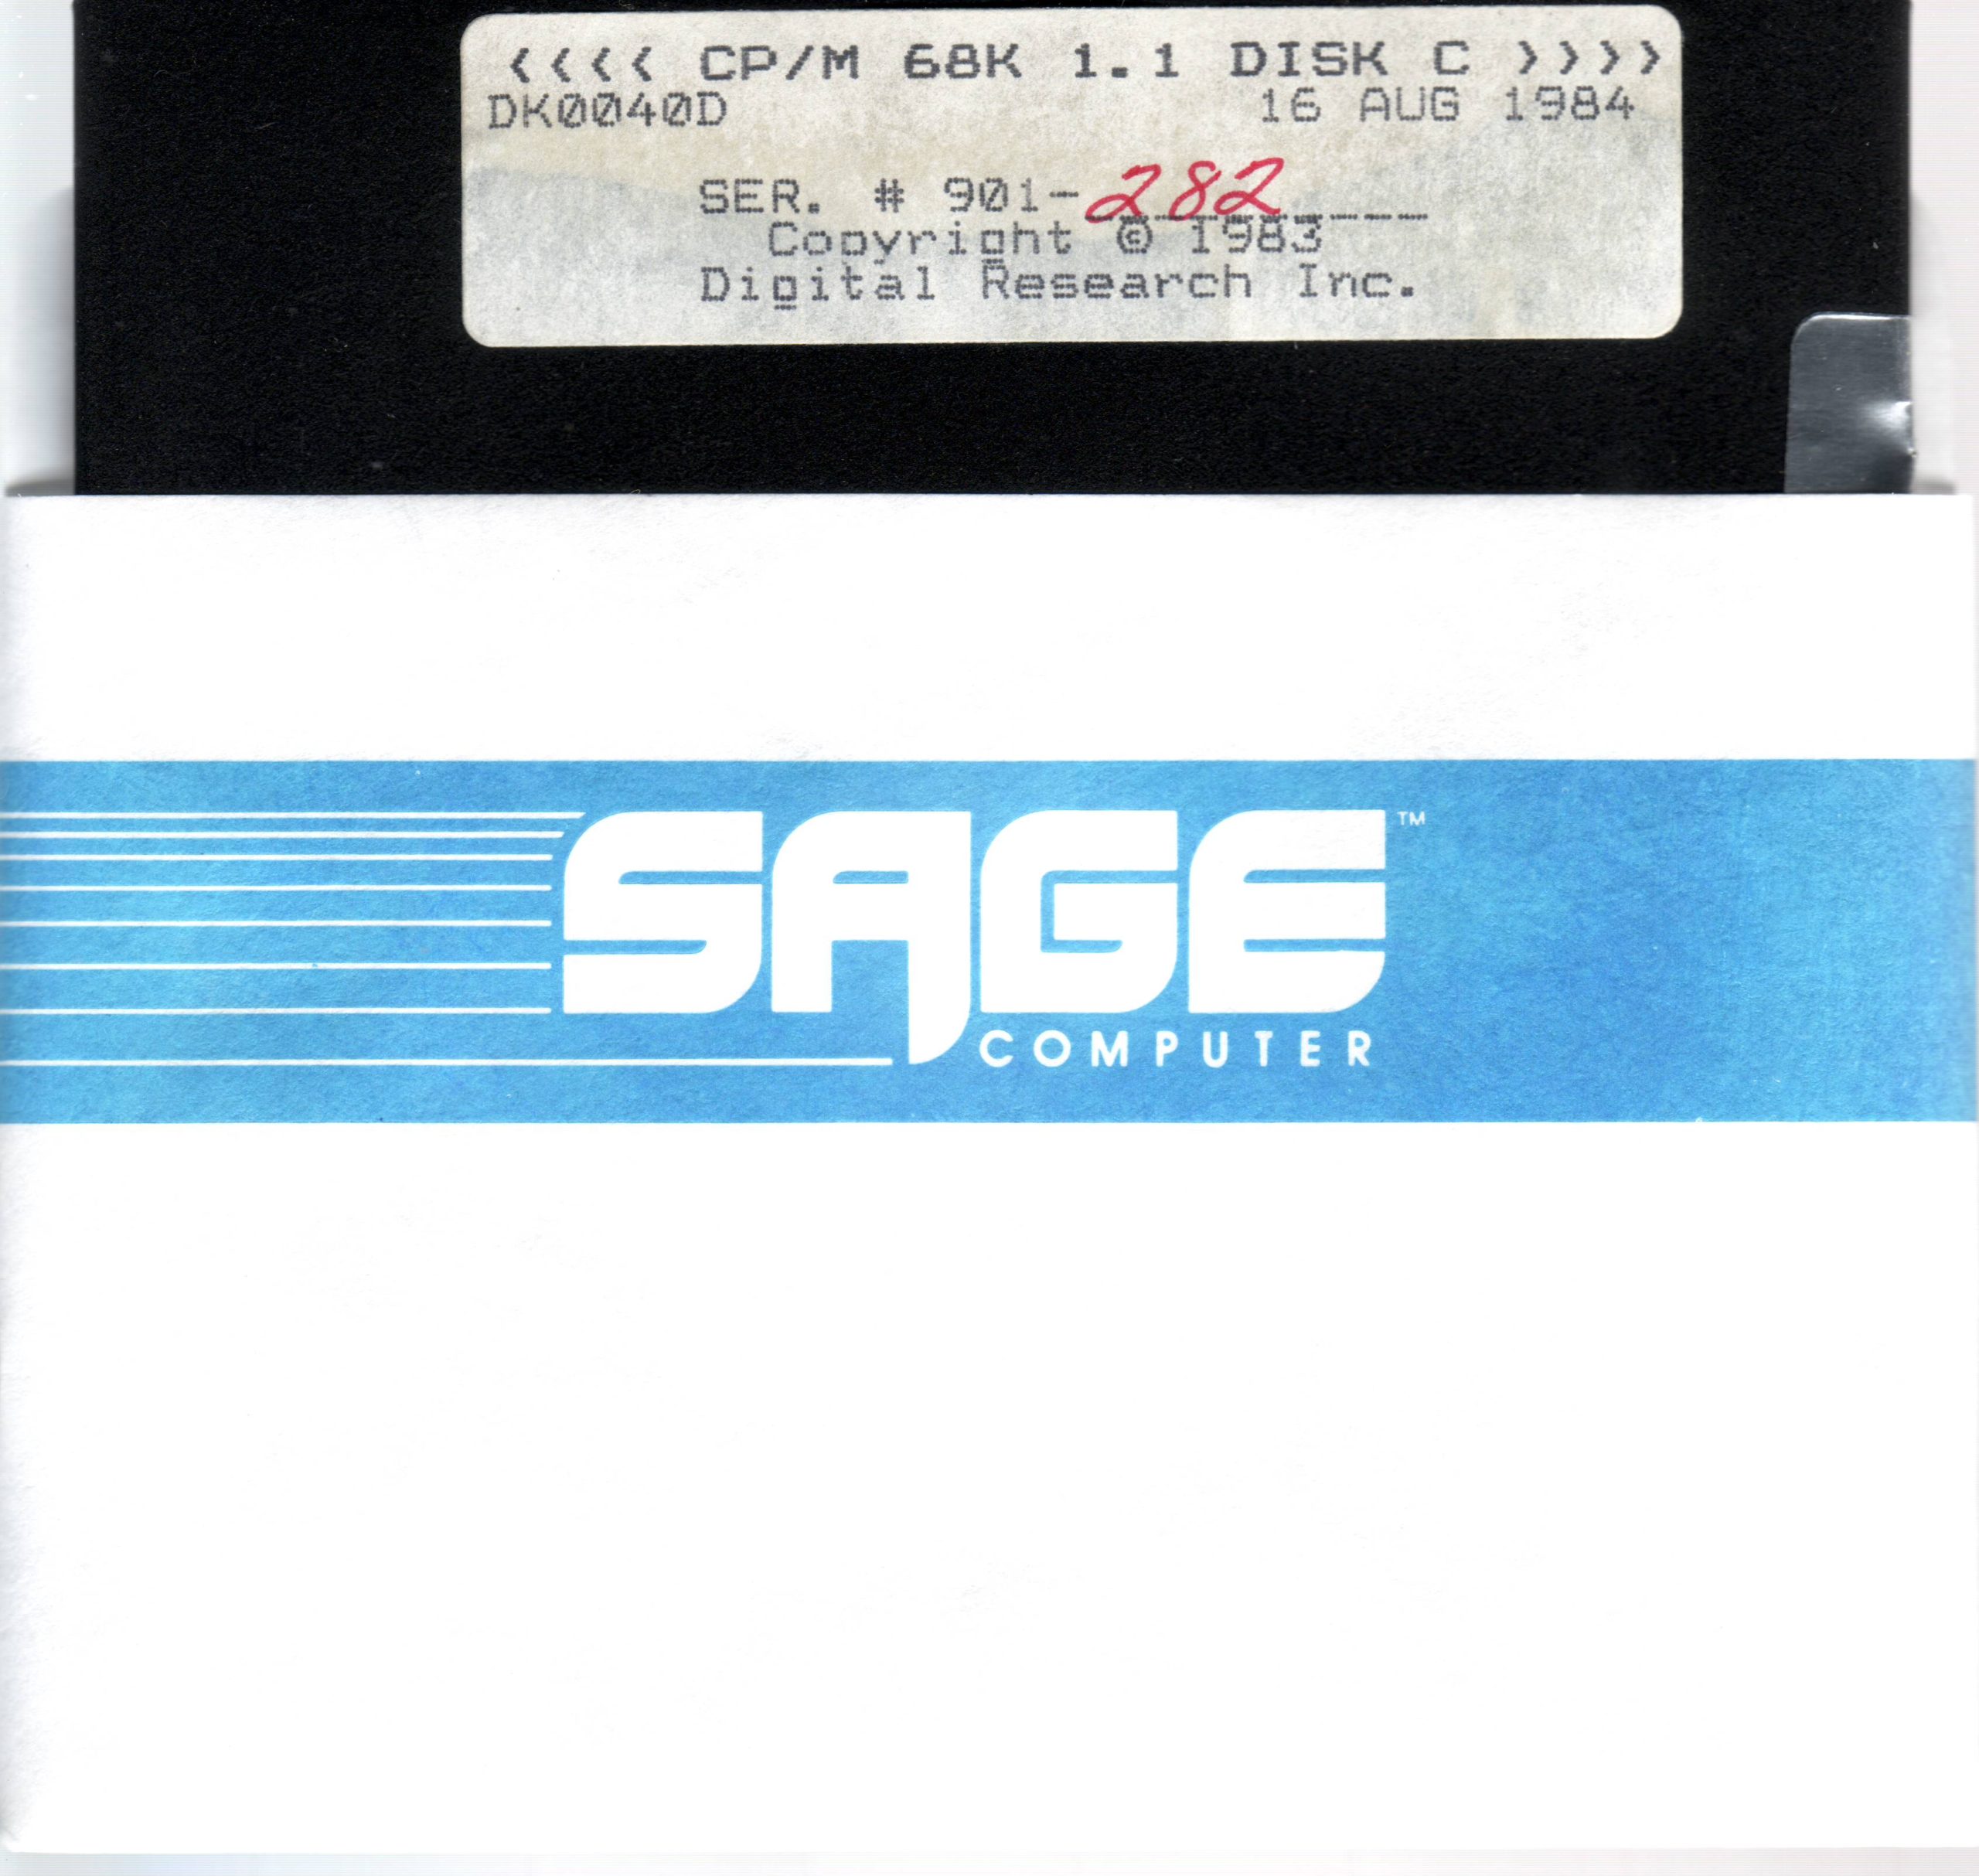 <<<< CP/M 68K 1.1 DISK C >>>>
DK0040D 16 AUG 1984
SER. # 901-282
Copyright © 1983
Digital Research Inc.
SAGE™
COMPUTER